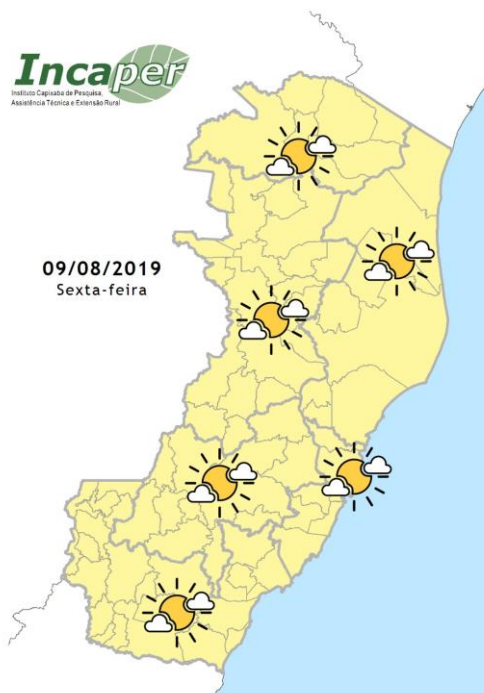 Incaper
Instituto Capixaba de Pesquisa,
Assistência Técnica e Extensão Rural
09/08/2019
Sexta-feira